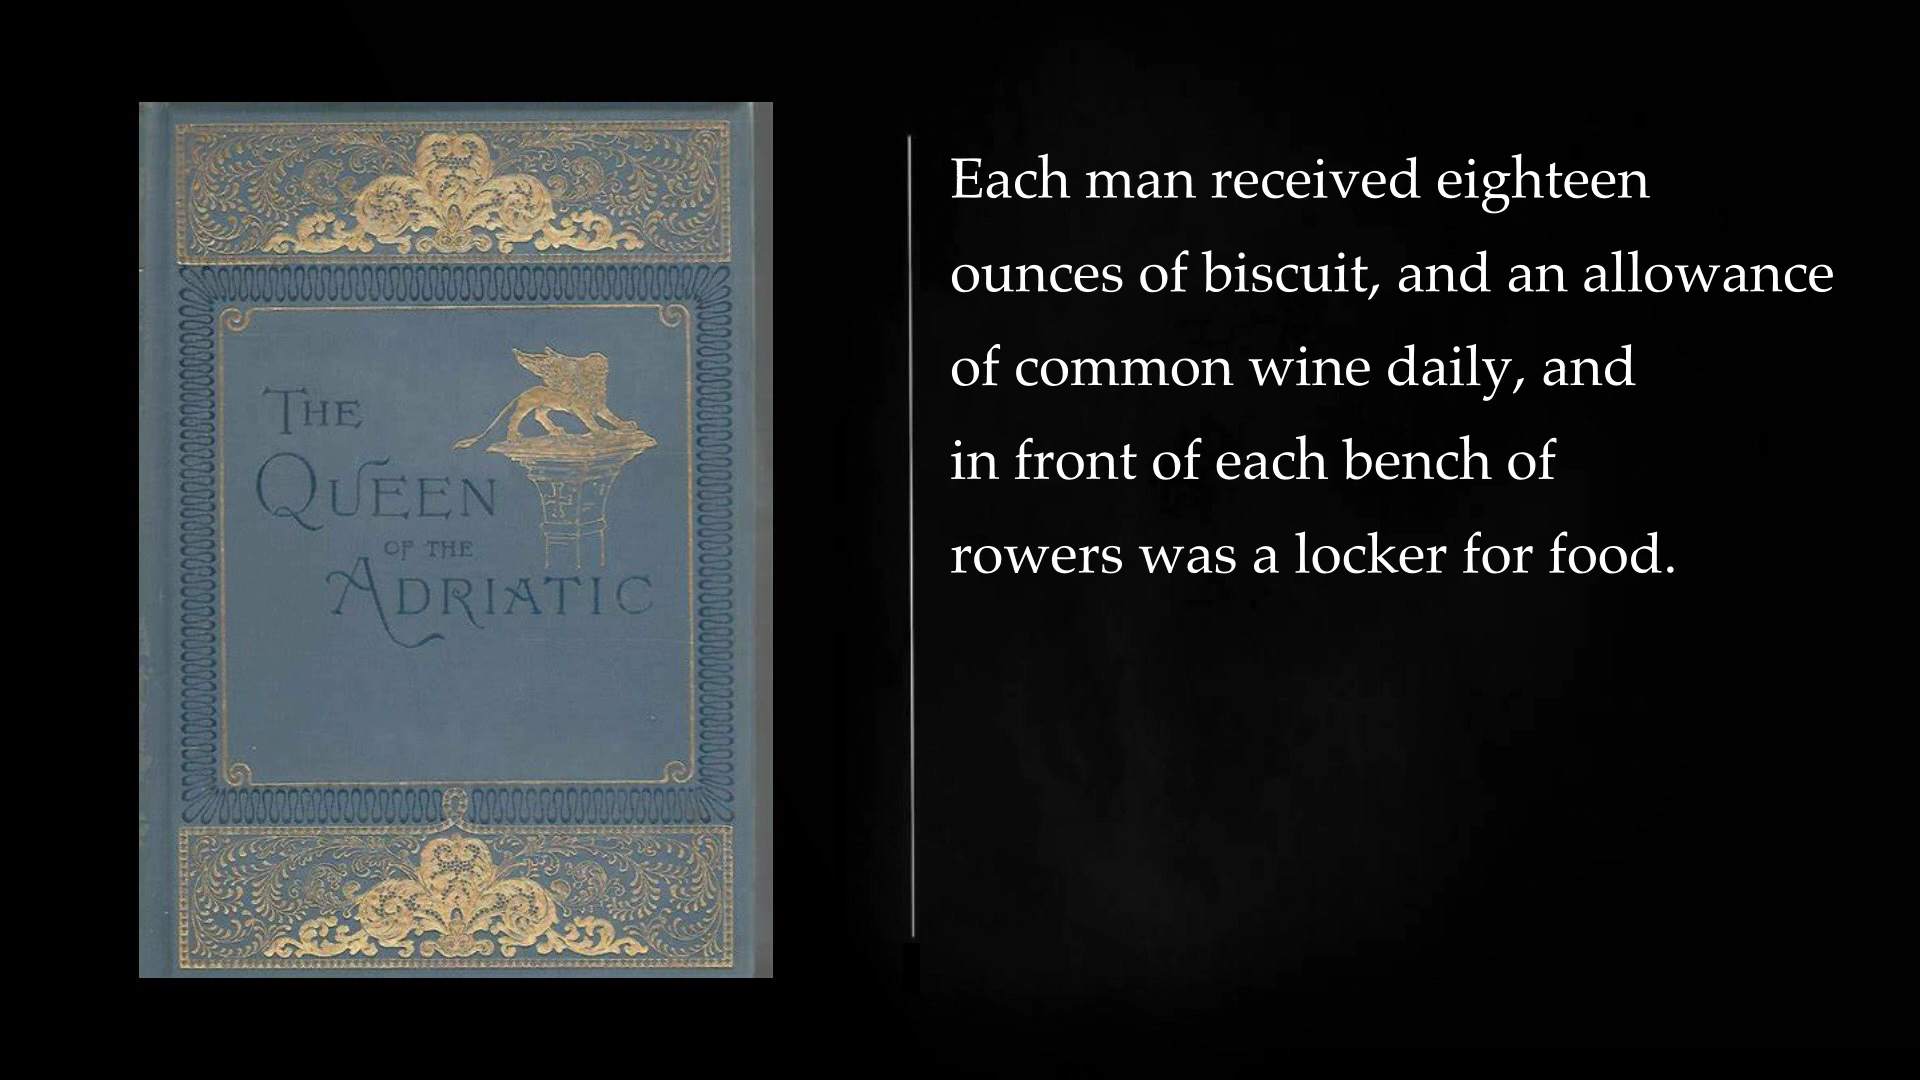 THE
QUEEN
OF THE
ADRIATIC
Each man received eighteen
ounces of biscuit, and an allowance
of common wine daily, and
in front of each bench of
rowers was a locker for food.